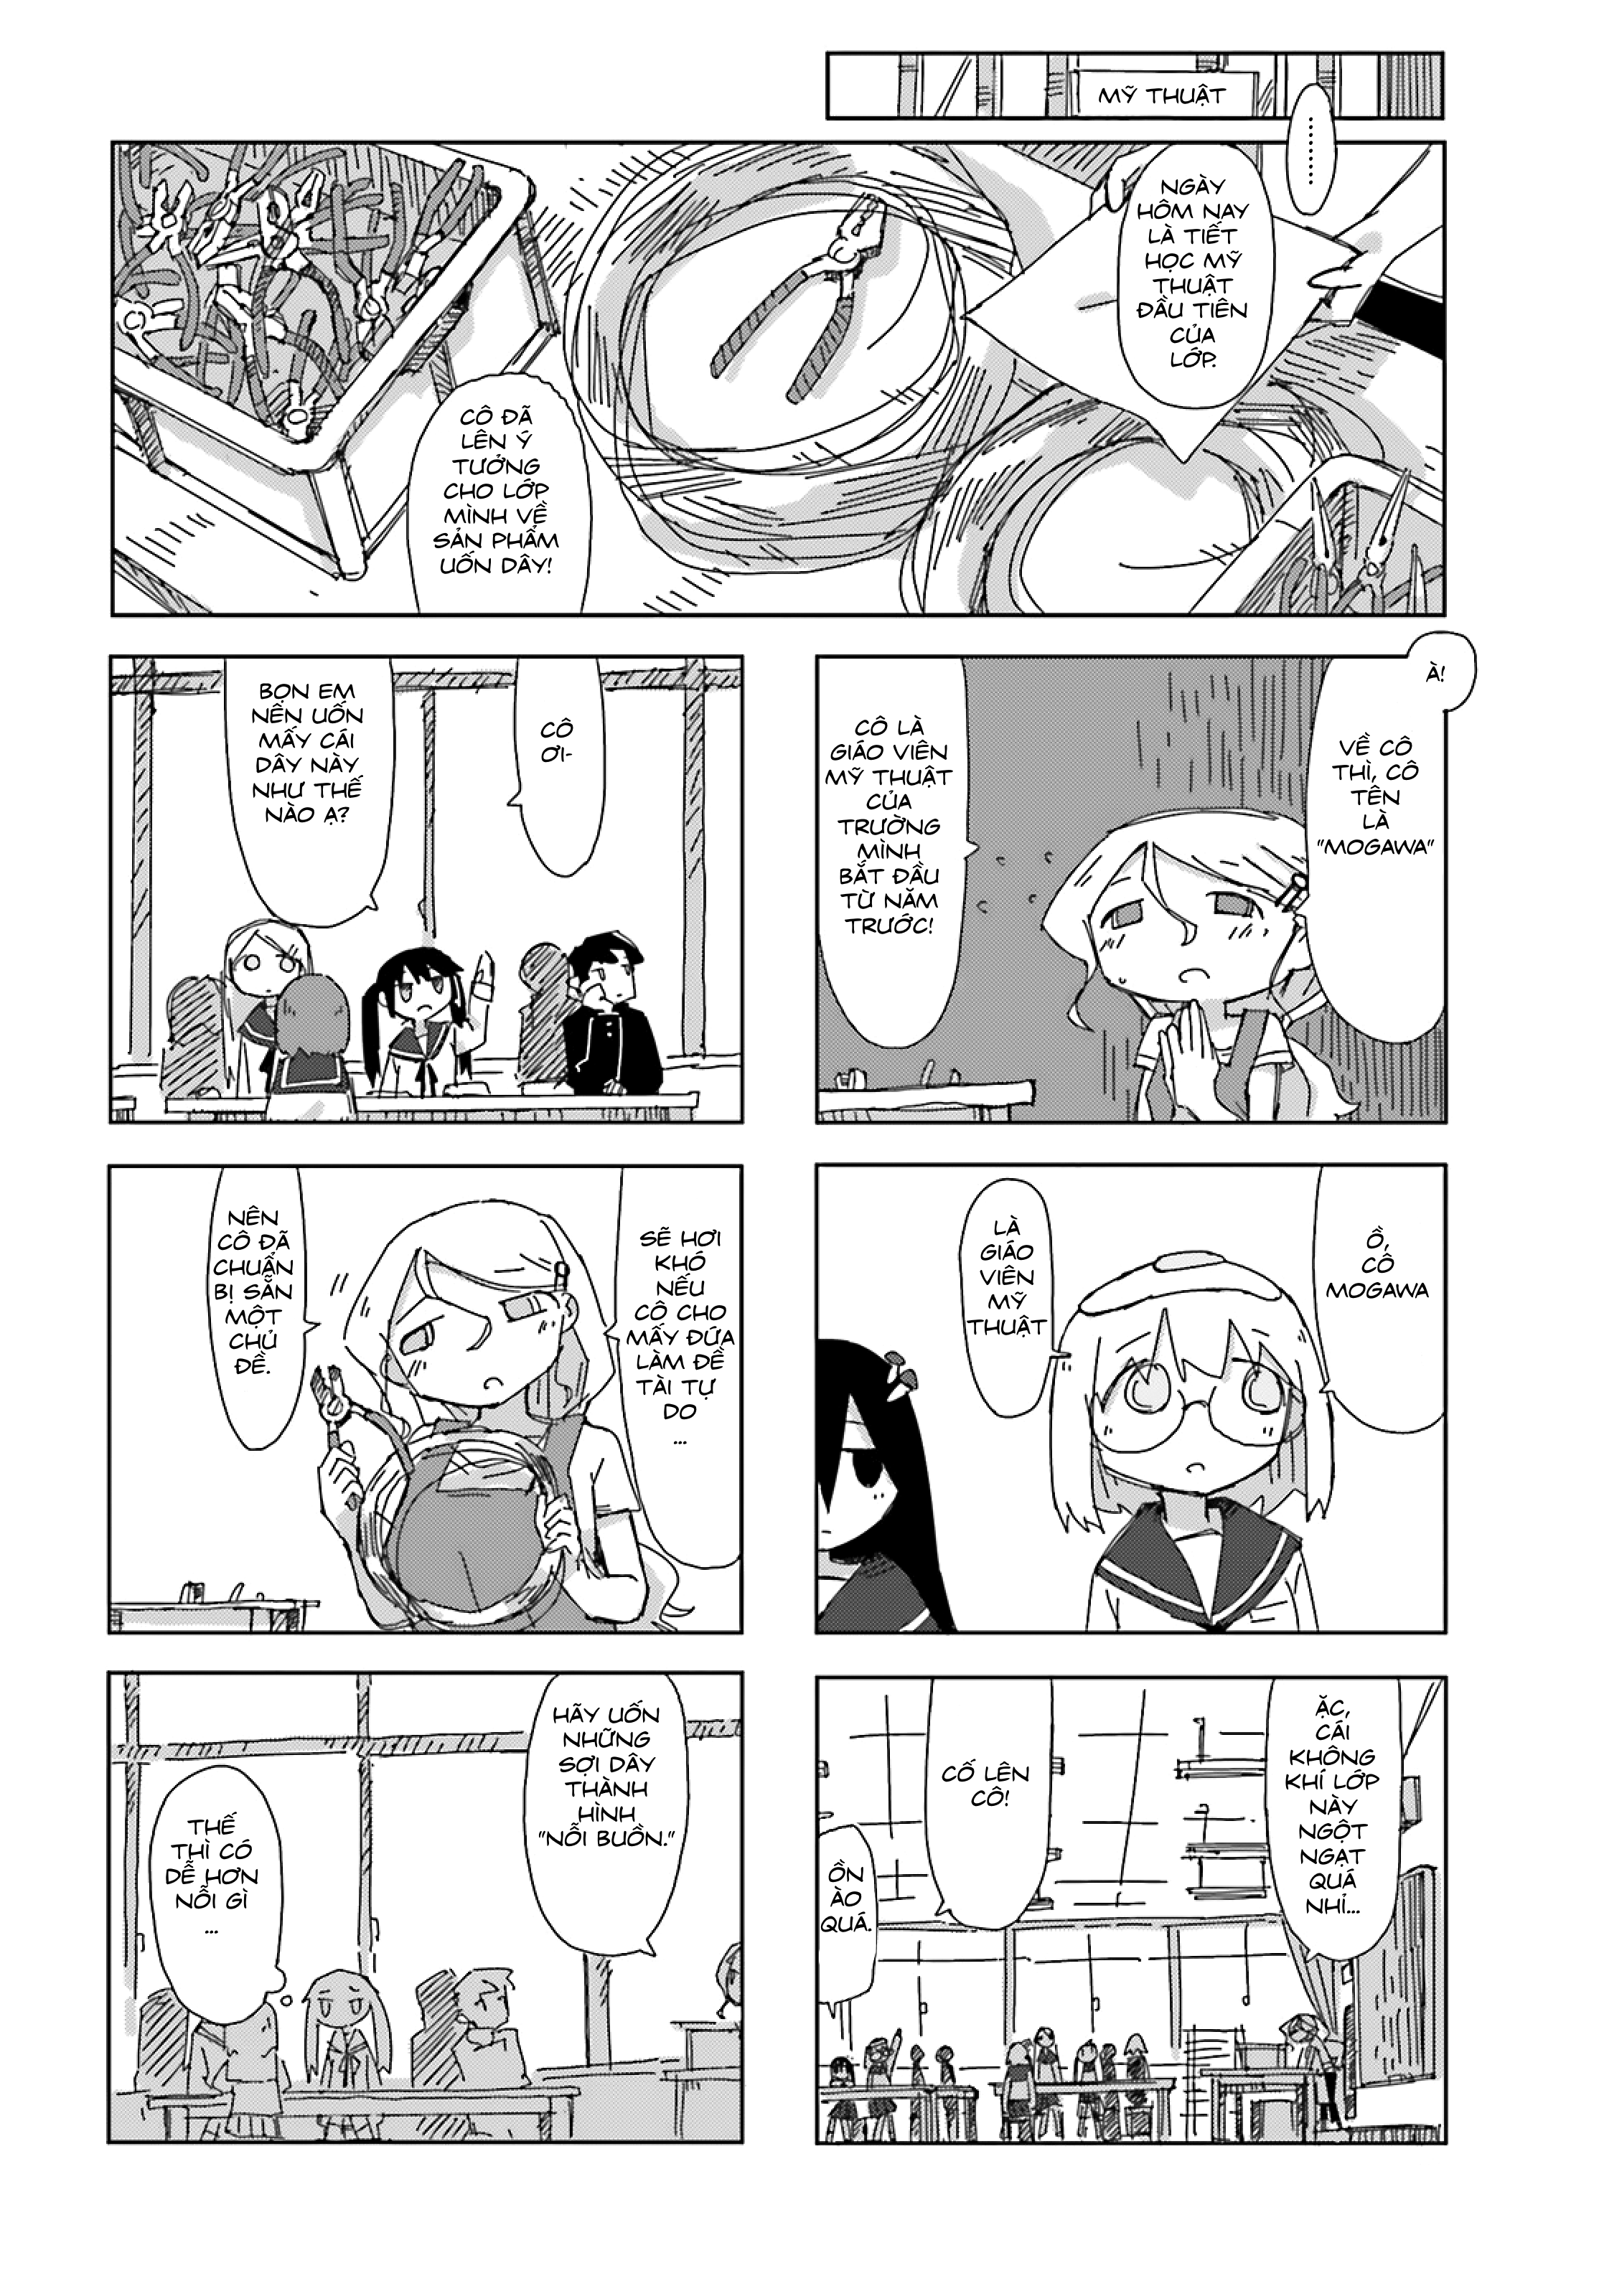 MỸ THUẬT
.........
NGÀY
HÔM NAY
LÀ TIẾT
HỌC MỸ
THUẬT
ĐẦU TIÊN
CỦA
LỚP.
CÔ ĐÃ
LÊN Ý
TƯỞNG
CHO LỚP
MÌNH VỀ
SẢN PHẨM
UỐN DÂY!
À!
VỀ CÔ
THÌ, CÔ
TÊN
LÀ
"MOGAWA"
CÔ LÀ
GIÁO VIÊN
MỸ THUẬT
CỦA
TRƯỜNG
MÌNH
BẮT ĐẦU
TỪ NĂM
TRƯỚC!
Ồ,
CÔ
MOGAWA
LÀ
GIÁO
VIÊN
MỸ
THUẬT
ẶC,
CÁI
KHÔNG
KHÍ LỚP
NÀY
NGỘT
NGẠT
QUÁ
NHỈ...
CỐ LÊN
CÔ!
ỒN
ÀO
QUÁ.
CÔ
ƠI-
BỌN EM
NÊN UỐN
MẤY CÁI
DÂY NÀY
NHƯ THẾ
NÀO Ạ?
SẼ HƠI
KHÓ
NẾU
CÔ CHO
MẤY ĐỨA
LÀM ĐỀ
TÀI TỰ
DO
...
NÊN
CÔ ĐÃ
CHUẨN
BỊ SẴN
MỘT
CHỦ
ĐỀ.
HÃY UỐN
NHỮNG
SỢI DÂY
THÀNH
HÌNH
"NỖI BUỒN."
THẾ
THÌ CÓ
DỄ HƠN
NỖI GÌ
...